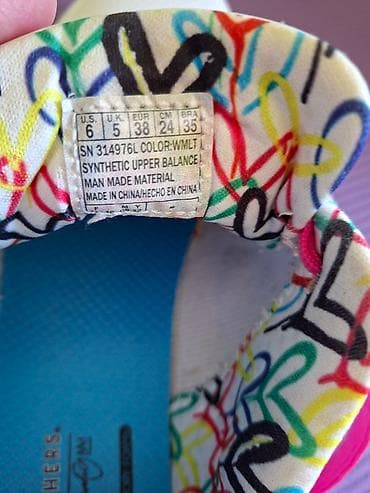 U.S. U.K. EUR CM BRA
6 5 38 24 35
SN 314976L COLOR:WMLT
SYNTHETIC UPPER BALANCE
MAN MADE MATERIAL
MADE IN CHINA/HECHO EN CHINA
HERS.